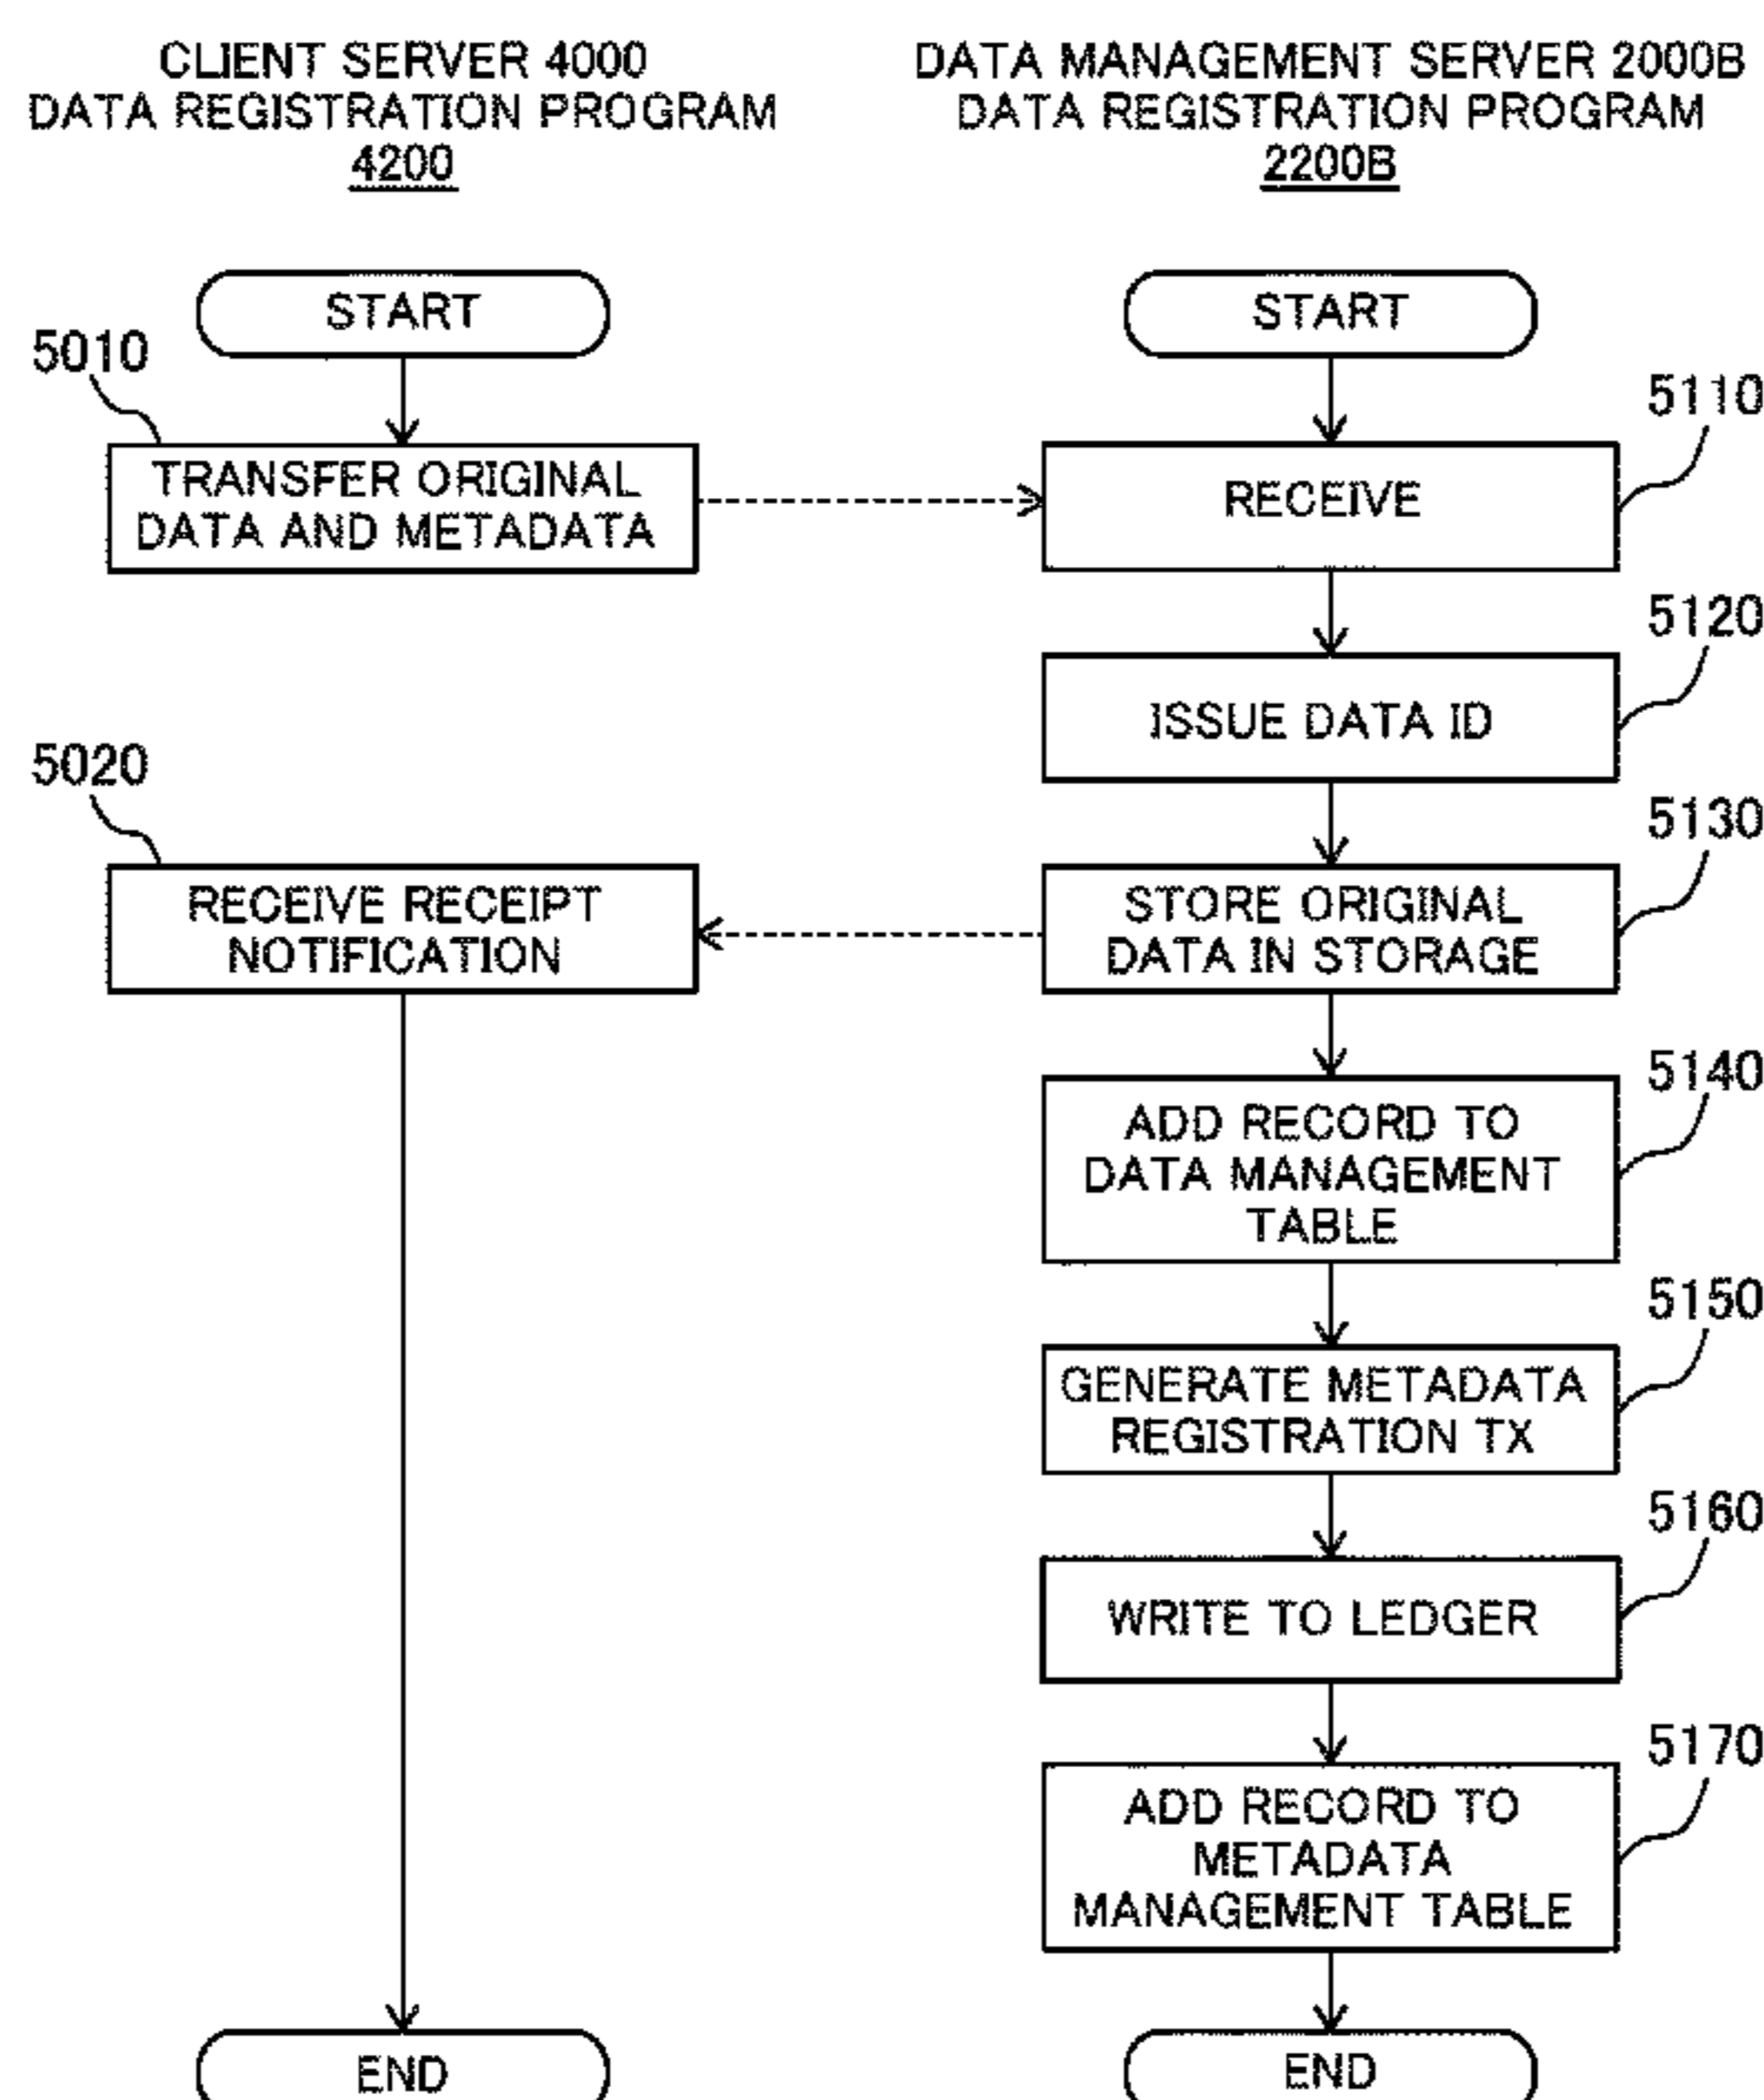 CLIENT SERVER 4000
DATA REGISTRATION PROGRAM
4200
DATA MANAGEMENT SERVER 2000B
DATA REGISTRATION PROGRAM
2200B
START
START
5010
5110
TRANSFER ORIGINAL
DATA AND METADATA
RECEIVE
5120
ISSUE DATA ID
5020
5130
RECEIVE RECEIPT
NOTIFICATION
STORE ORIGINAL
DATA IN STORAGE
5140
ADD RECORD TO
DATA MANAGEMENT
TABLE
5150
GENERATE METADATA
REGISTRATION TX
5160
WRITE TO LEDGER
5170
ADD RECORD TO
METADATA
MANAGEMENT TABLE
END
END